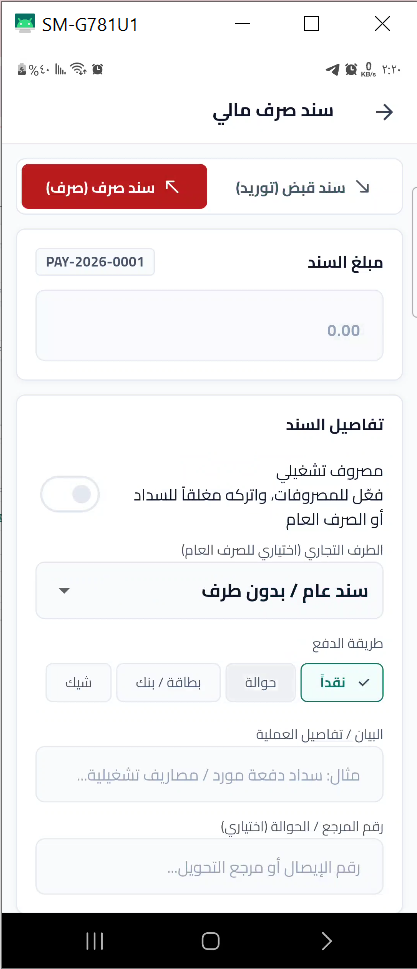 SM-G781U1
%٤٠
0 KB/s
٢:٢٠
سند صرف مالي
سند قبض (توريد)
سند صرف (صرف)
مبلغ السند
PAY-2026-0001
0.00
تفاصيل السند
مصروف تشغيلي
فعّل للمصروفات، واتركه مغلقاً للسداد
أو الصرف العام
الطرف التجاري (اختياري للصرف العام)
سند عام / بدون طرف
طريقة الدفع
نقداً
حوالة
بطاقة / بنك
شيك
البيان / تفاصيل العملية
مثال: سداد دفعة مورد / مصاريف تشغيلية...
رقم المرجع / الحوالة (اختياري)
رقم الإيصال أو مرجع التحويل...